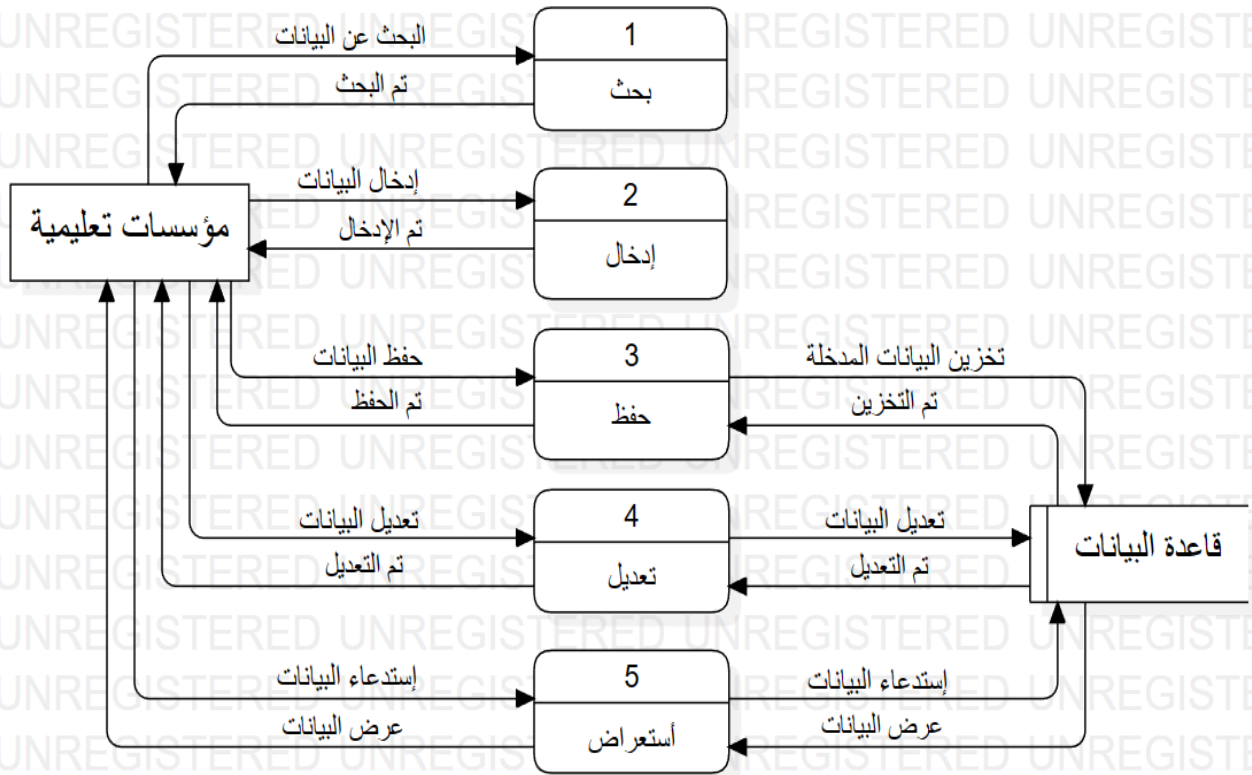 UNREGISTERED UNREGISTERED UNREGISTERED
البحث عن البيانات
تم البحث
1
بحث
مؤسسات تعليمية
إدخال البيانات
تم الإدخال
2
إدخال
حفظ البيانات
تم الحفظ
3
حفظ
تخزين البيانات المدخلة
تم التخزين
تعديل البيانات
تم التعديل
4
تعديل
تعديل البيانات
تم التعديل
قاعدة البيانات
إستدعاء البيانات
عرض البيانات
5
أستعراض
إستدعاء البيانات
عرض البيانات